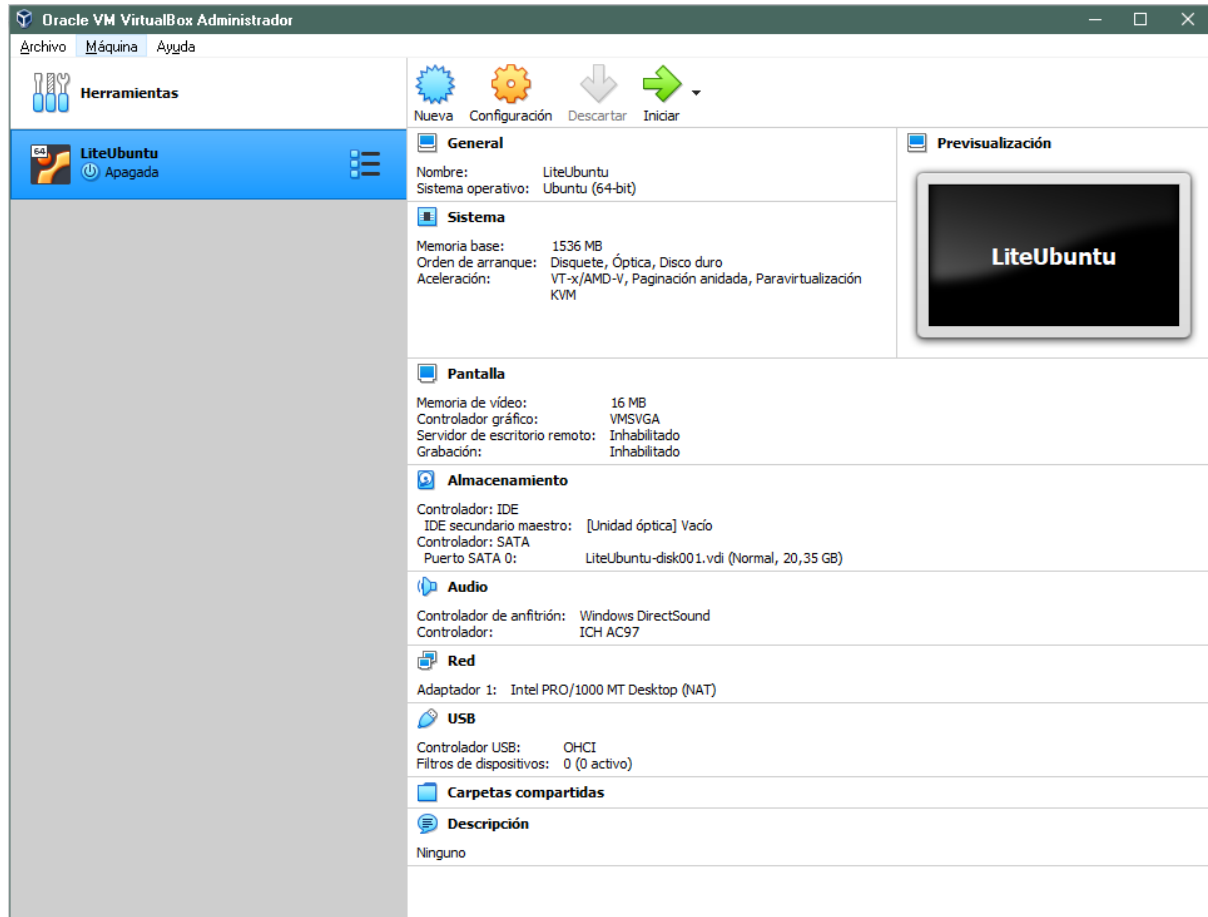 Oracle VM VirtualBox Administrador
Archivo Máquina Ayuda
Herramientas
64
LiteUbuntu
Apagada
Nueva Configuración Descartar Iniciar
General
Nombre: LiteUbuntu
Sistema operativo: Ubuntu (64-bit)
Previsualización
LiteUbuntu
Sistema
Memoria base: 1536 MB
Orden de arranque: Disquete, Óptica, Disco duro
Aceleración: VT-x/AMD-V, Paginación anidada, Paravirtualización
KVM
Pantalla
Memoria de vídeo: 16 MB
Controlador gráfico: VMSVGA
Servidor de escritorio remoto: Inhabilitado
Grabación: Inhabilitado
Almacenamiento
Controlador: IDE
IDE secundario maestro: [Unidad óptica] Vacío
Controlador: SATA
Puerto SATA 0: LiteUbuntu-disk001.vdi (Normal, 20,35 GB)
Audio
Controlador de anfitrión: Windows DirectSound
Controlador: ICH AC97
Red
Adaptador 1: Intel PRO/1000 MT Desktop (NAT)
USB
Controlador USB: OHCI
Filtros de dispositivos: 0 (0 activo)
Carpetas compartidas
Descripción
Ninguno